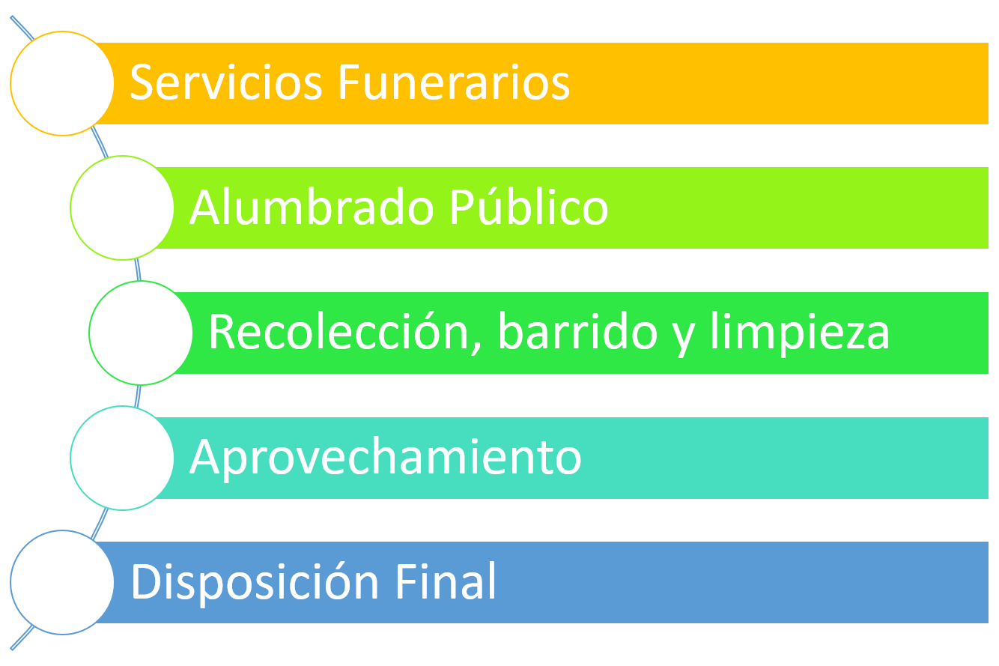 Servicios Funerarios
Alumbrado Público
Recolección, barrido y limpieza
Aprovechamiento
Disposición Final